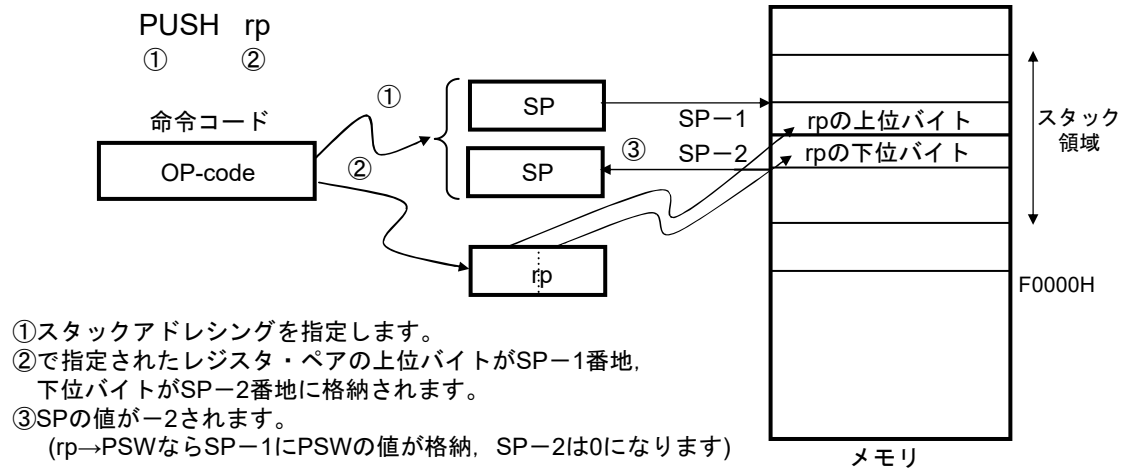 PUSH rp
① ②
命令コード
OP-code
①
②
SP
SP
③
rp
SP－1
SP－2
rpの上位バイト
rpの下位バイト
スタック
領域
F0000H
メモリ
①スタックアドレシングを指定します。
②で指定されたレジスタ・ペアの上位バイトがSP－1番地,
下位バイトがSP－2番地に格納されます。
③SPの値が－2されます。
(rp→PSWならSP－1にPSWの値が格納, SP－2は0になります)